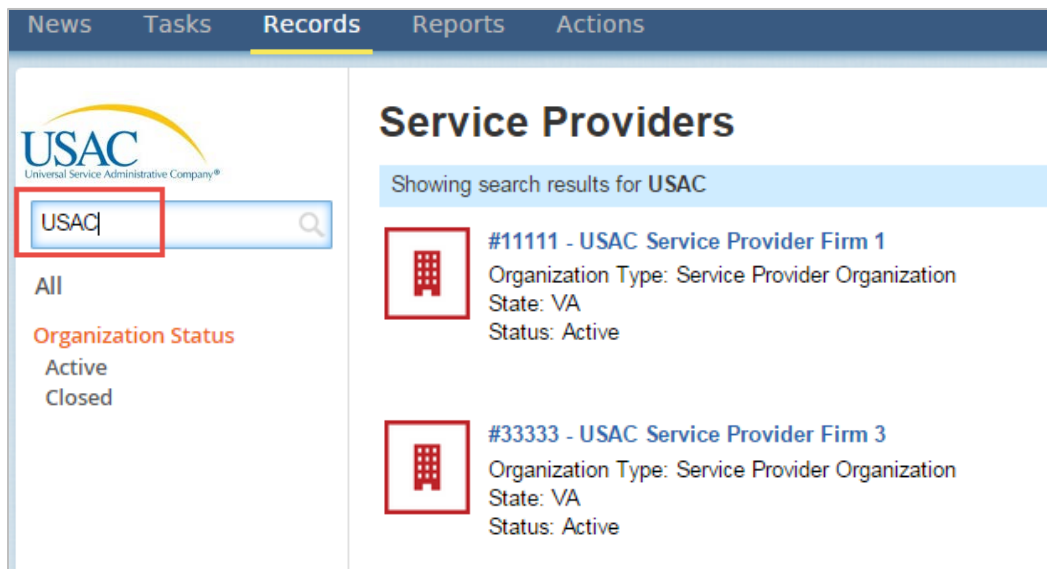 News Tasks Records Reports Actions
USAC
Universal Service Administrative Company®
USAC
All
Organization Status
Active
Closed
Service Providers
Showing search results for USAC
#11111 - USAC Service Provider Firm 1
Organization Type: Service Provider Organization
State: VA
Status: Active
#33333 - USAC Service Provider Firm 3
Organization Type: Service Provider Organization
State: VA
Status: Active